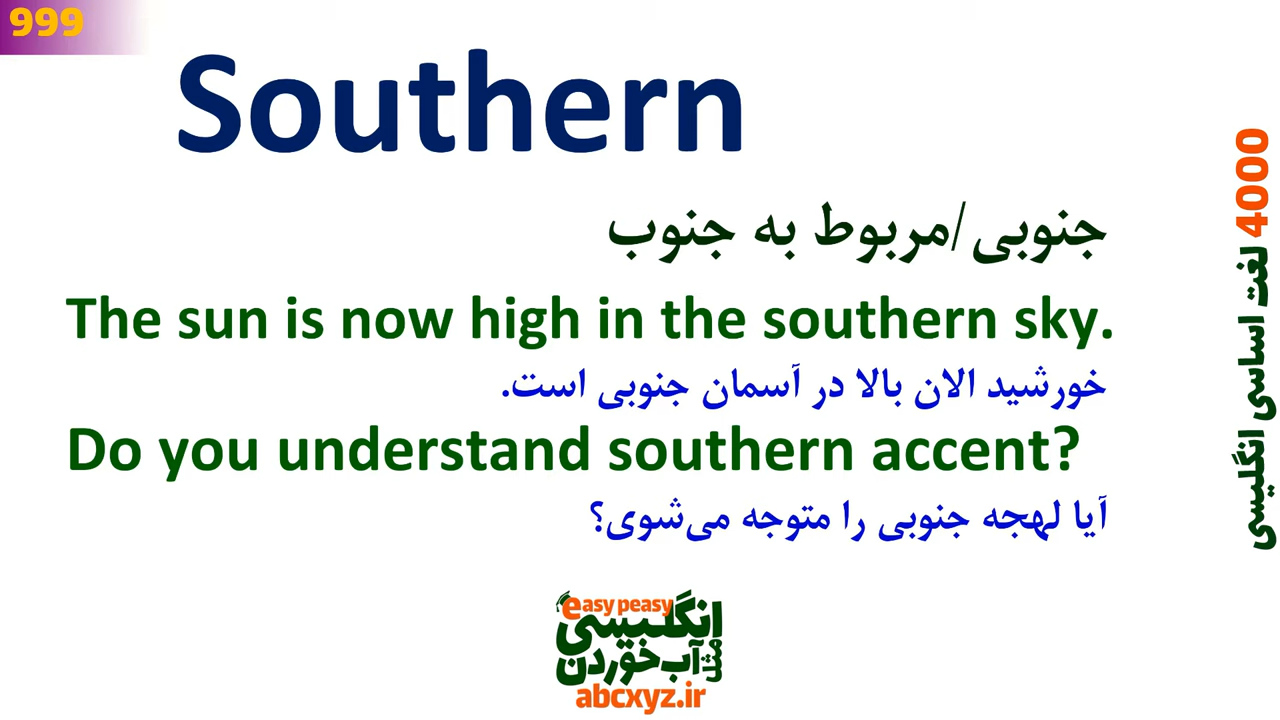 999
Southern
جنوبی/مربوط به جنوب
The sun is now high in the southern sky.
خورشید الان بالا در آسمان جنوبی است.
Do you understand southern accent?
آیا لهجه جنوبی را متوجه می‌شوی؟
4000 لغت اساسی انگلیسی
easy peasy
انگلیسی
مثل آب خوردن
abcxyz.ir